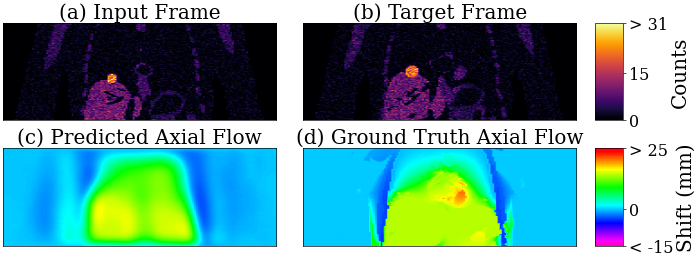 (a) Input Frame
(b) Target Frame
> 31
15
0
Counts
(c) Predicted Axial Flow
(d) Ground Truth Axial Flow
> 25
0
< -15
Shift (mm)